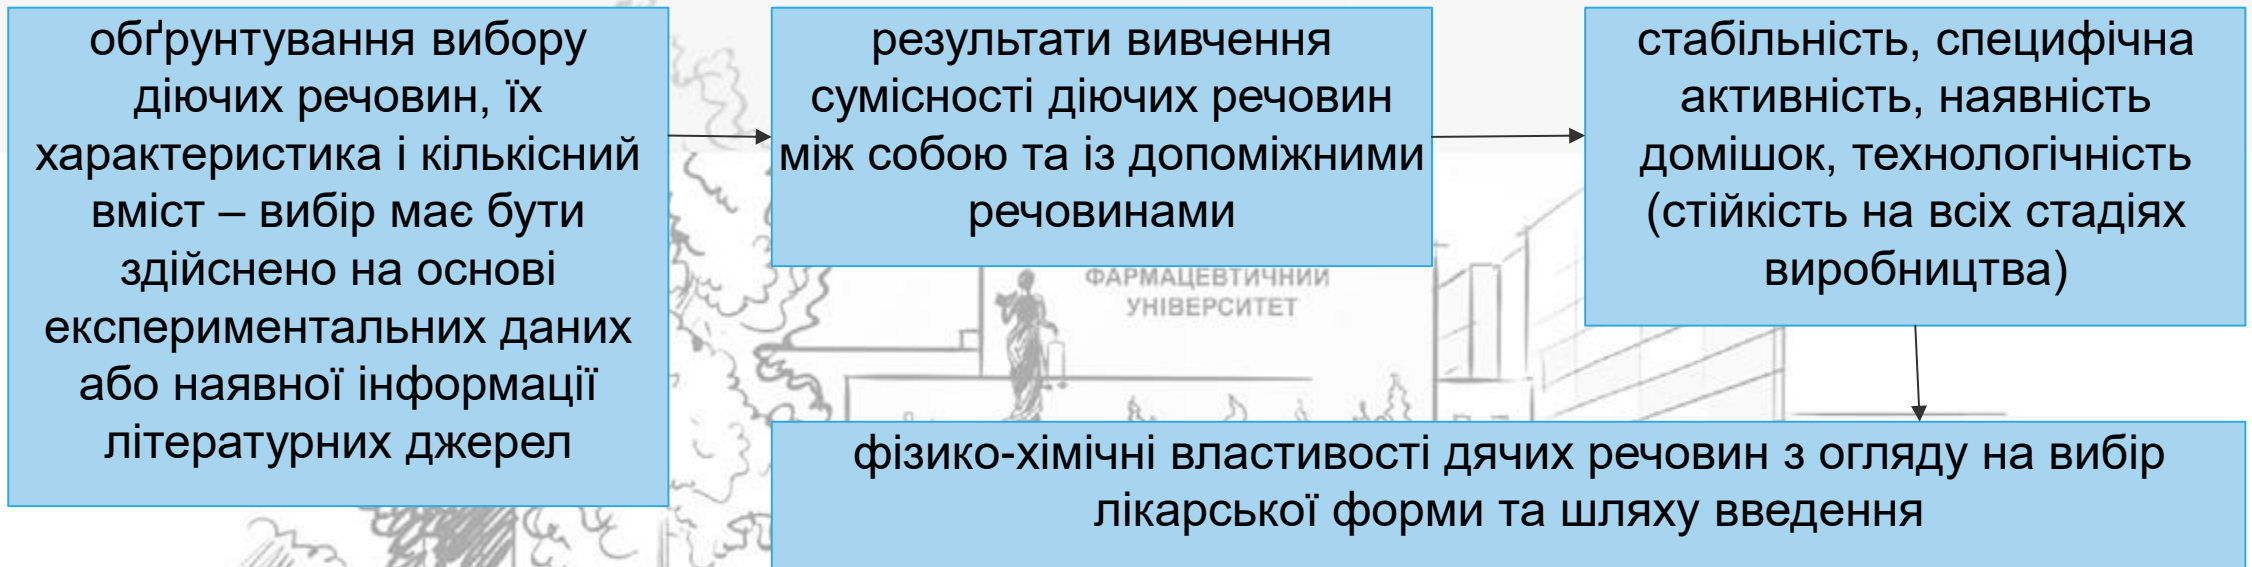 обґрунтування вибору
діючих речовин, їх
характеристика і кількісний
вміст – вибір має бути
здійснено на основі
експериментальних даних
або наявної інформації
літературних джерел
результати вивчення
сумісності діючих речовин
між собою та із допоміжними
речовинами
стабільність, специфічна
активність, наявність
домішок, технологічність
(стійкість на всіх стадіях
виробництва)
фізико-хімічні властивості дячих речовин з огляду на вибір
лікарської форми та шляху введення
ФАРМАЦЕВТИЧНИЙ
УНІВЕРСИТЕТ